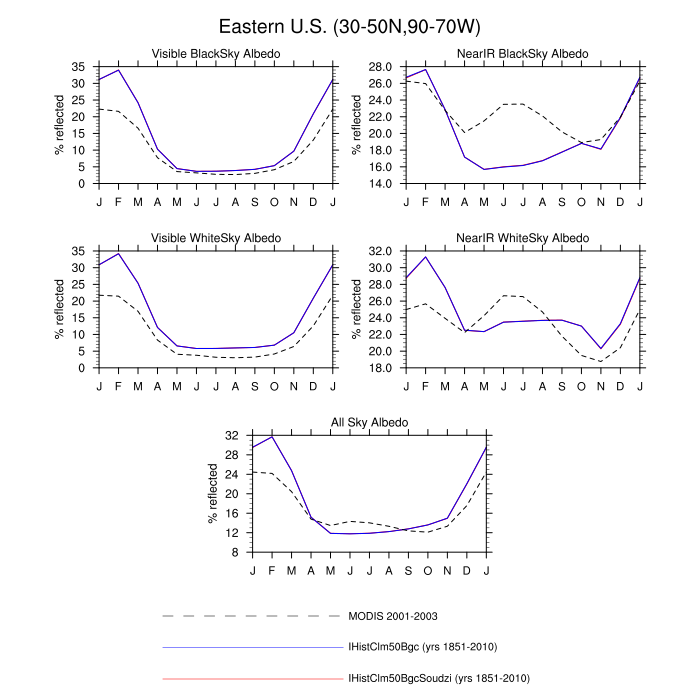 Eastern U.S. (30-50N,90-70W)
Visible BlackSky Albedo
% reflected
35
30
25
20
15
10
5
0
J F M A M J J A S O N D J
NearIR BlackSky Albedo
% reflected
28.0
26.0
24.0
22.0
20.0
18.0
16.0
14.0
J F M A M J J A S O N D J
Visible WhiteSky Albedo
% reflected
35
30
25
20
15
10
5
0
J F M A M J J A S O N D J
NearIR WhiteSky Albedo
% reflected
32.0
30.0
28.0
26.0
24.0
22.0
20.0
18.0
J F M A M J J A S O N D J
All Sky Albedo
% reflected
32
28
24
20
16
12
8
J F M A M J J A S O N D J
MODIS 2001-2003
IHistClm50Bgc (yrs 1851-2010)
IHistClm50BgcSoudzi (yrs 1851-2010)